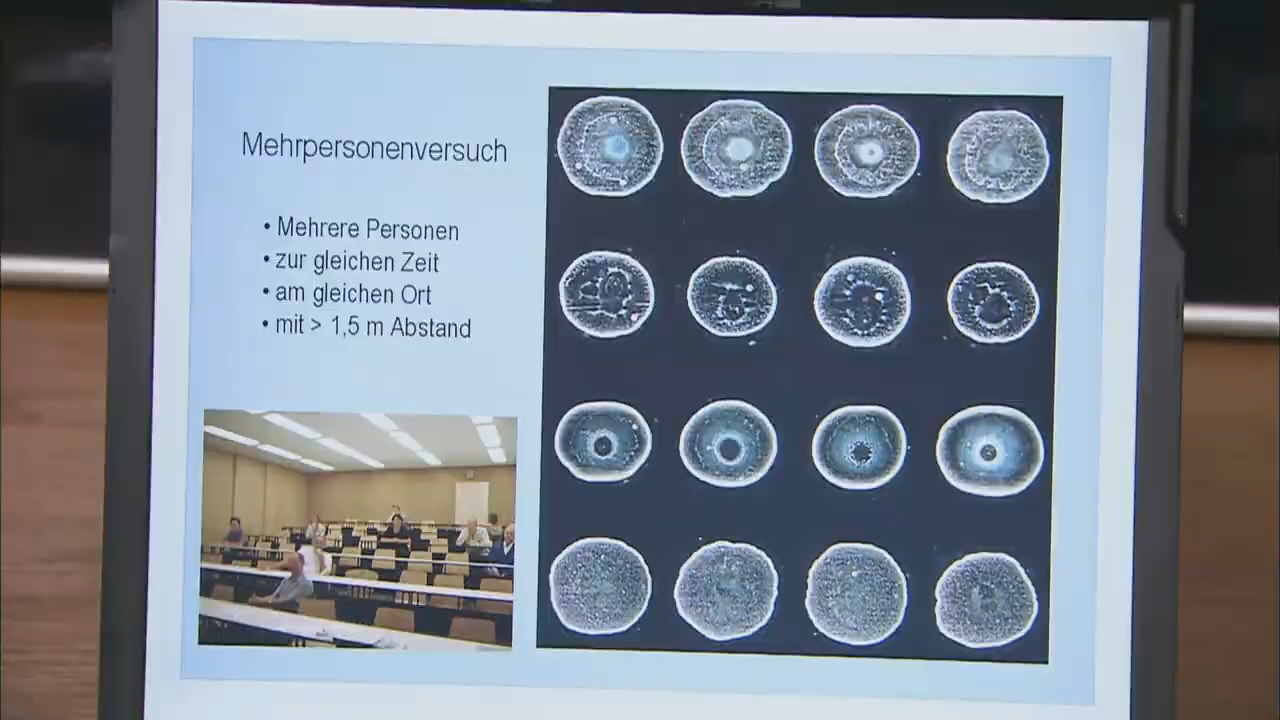 Mehrpersonenversuch
• Mehrere Personen
• zur gleichen Zeit
• am gleichen Ort
• mit > 1,5 m Abstand